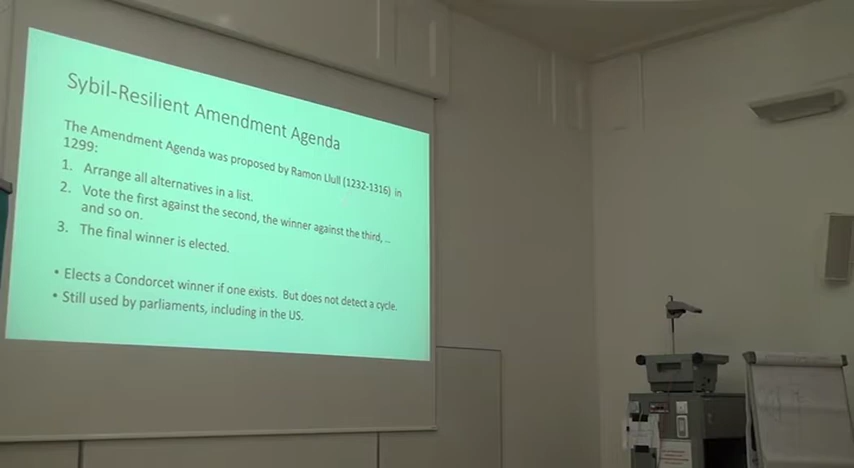 Sybil-Resilient Amendment Agenda
The Amendment Agenda was proposed by Ramon Llull (1232-1316) in
1299:
1. Arrange all alternatives in a list.
2. Vote the first against the second, the winner against the third, ...
and so on.
3. The final winner is elected.
• Elects a Condorcet winner if one exists. But does not detect a cycle.
• Still used by parliaments, including in the US.